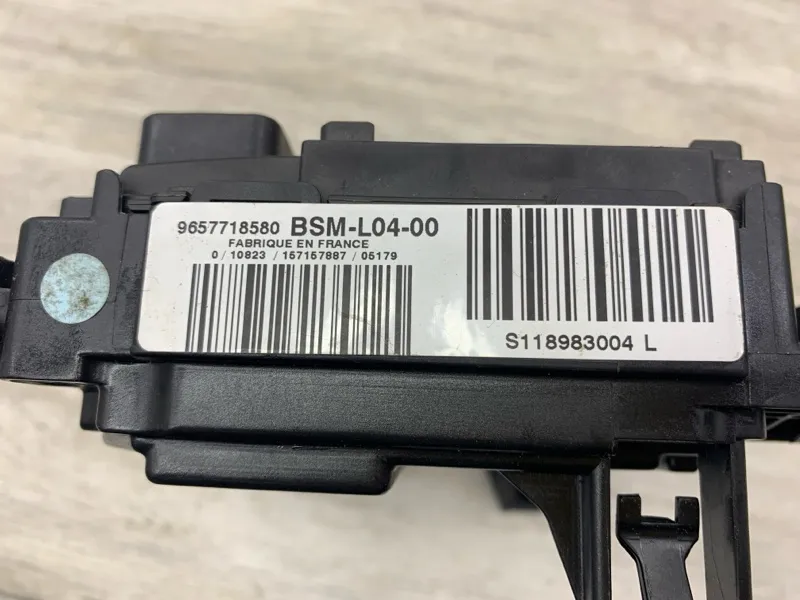 9657718580 BSM-L04-00
FABRIQUE EN FRANCE
0/10823/157157887/05179
S118983004 L